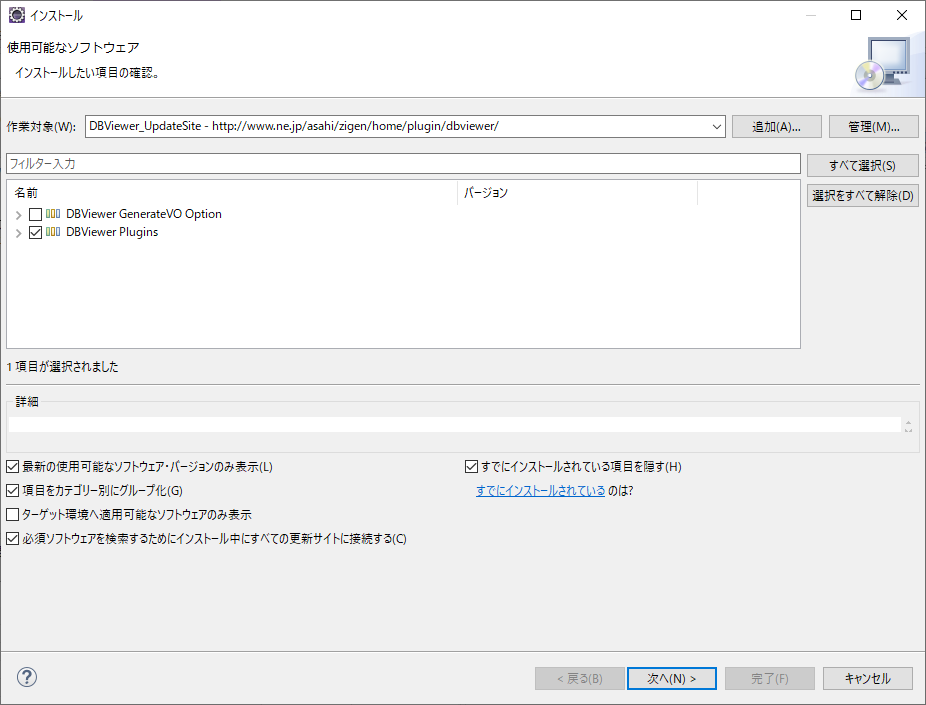 インストール
使用可能なソフトウェア
インストールしたい項目の確認。
作業対象(W): DBViewer_UpdateSite - http://www.ne.jp/asahi/zigen/home/plugin/dbviewer/ 追加(A)... 管理(M)...
フィルター入力 すべて選択(S)
名前 バージョン 選択をすべて解除(D)
DBViewer GenerateVO Option
DBViewer Plugins
1 項目が選択されました
詳細
最新の使用可能なソフトウェア・バージョンのみ表示(L) すでにインストールされている項目を隠す(H)
項目をカテゴリー別にグループ化(G) すでにインストールされている のは?
ターゲット環境へ適用可能なソフトウェアのみ表示
必須ソフトウェアを検索するためにインストール中にすべての更新サイトに接続する(C)
? < 戻る(B) 次へ(N) > 完了(F) キャンセル